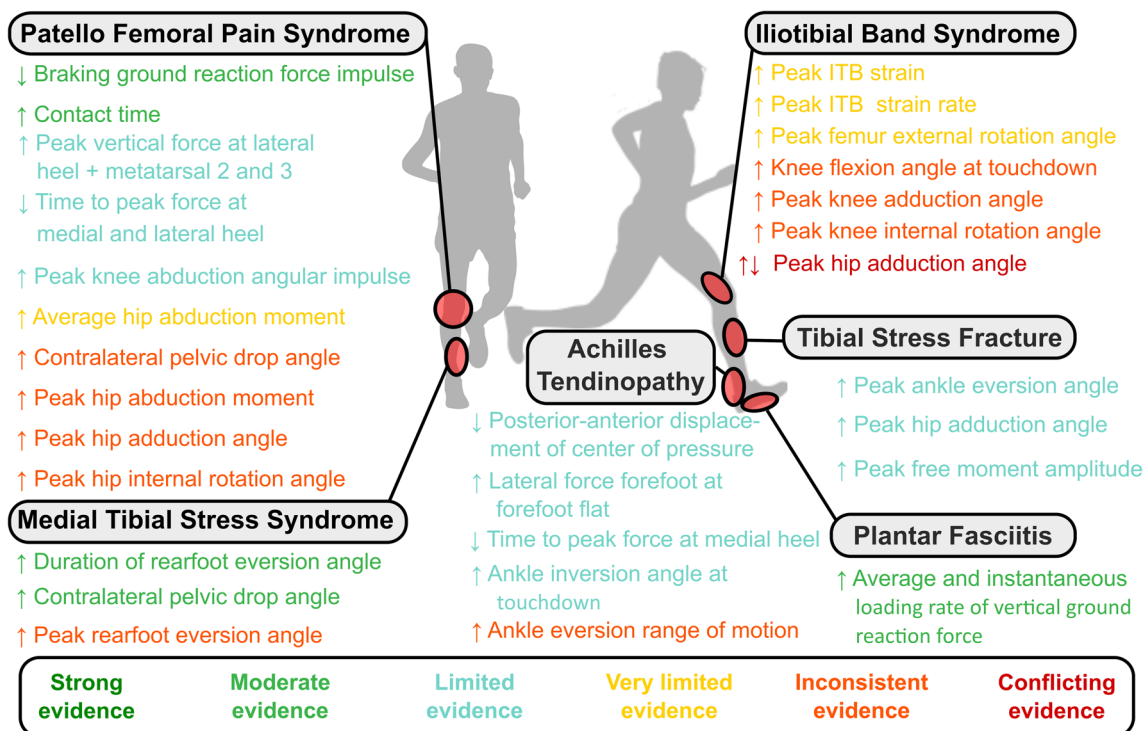 Patello Femoral Pain Syndrome
↓ Braking ground reaction force impulse
↑ Contact time
↑ Peak vertical force at lateral
heel + metatarsal 2 and 3
↓ Time to peak force at
medial and lateral heel
↑ Peak knee abduction angular impulse
↑ Average hip abduction moment
↑ Contralateral pelvic drop angle
↑ Peak hip abduction moment
↑ Peak hip adduction angle
↑ Peak hip internal rotation angle
Medial Tibial Stress Syndrome
↑ Duration of rearfoot eversion angle
↑ Contralateral pelvic drop angle
↑ Peak rearfoot eversion angle
Achilles
Tendinopathy
↓ Posterior-anterior displace-
ment of center of pressure
↑ Lateral force forefoot at
forefoot flat
↓ Time to peak force at medial heel
↑ Ankle inversion angle at
touchdown
↑ Ankle eversion range of motion
Iliotibial Band Syndrome
↑ Peak ITB strain
↑ Peak ITB strain rate
↑ Peak femur external rotation angle
↑ Knee flexion angle at touchdown
↑ Peak knee adduction angle
↑ Peak knee internal rotation angle
↑↓ Peak hip adduction angle
Tibial Stress Fracture
↑ Peak ankle eversion angle
↑ Peak hip adduction angle
↑ Peak free moment amplitude
Plantar Fasciitis
↑ Average and instantaneous
loading rate of vertical ground
reaction force
Strong
evidence
Moderate
evidence
Limited
evidence
Very limited
evidence
Inconsistent
evidence
Conflicting
evidence